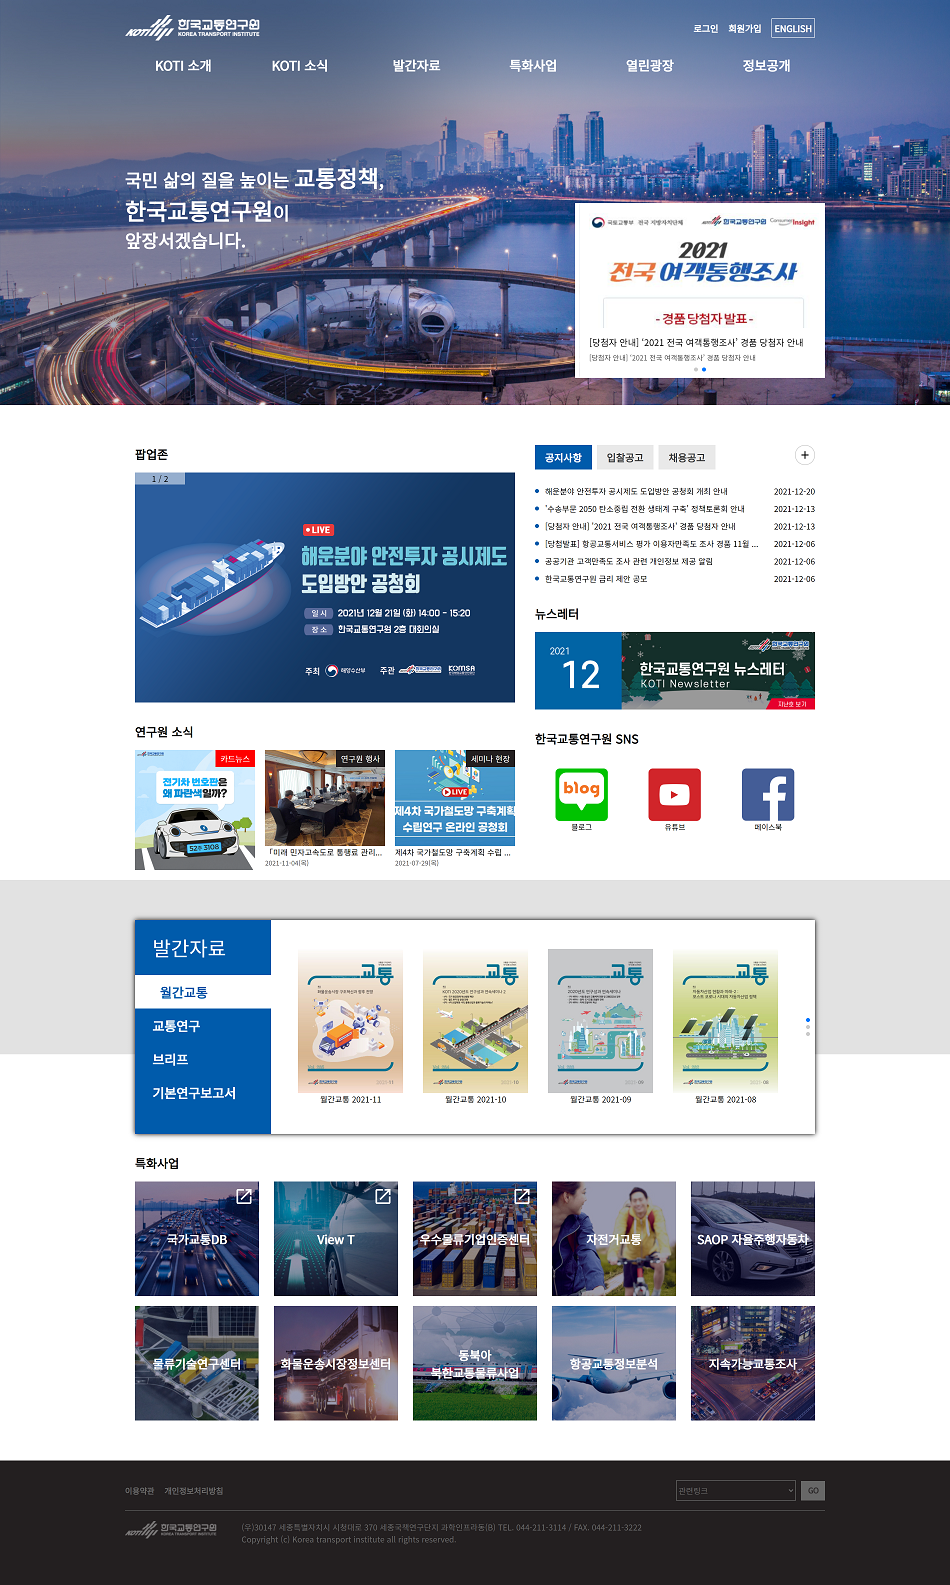 KOTI 한국교통연구원
KOREA TRANSPORT INSTITUTE
로그인 회원가입 ENGLISH
KOTI 소개 KOTI 소식 발간자료 특화사업 열린광장 정보공개
국민 삶의 질을 높이는 교통정책,
한국교통연구원이
앞장서겠습니다.
국토교통부 전국 지방자치단체 한국교통연구원 Consumer Insight
2021
전국 여객통행조사
- 경품 당첨자 발표 -
[당첨자 안내] ‘2021 전국 여객통행조사’ 경품 당첨자 안내
[당첨자 안내] ‘2021 전국 여객통행조사’ 경품 당첨자 안내
팝업존
1 / 2
LIVE
해운분야 안전투자 공시제도
도입방안 공청회
일 시 2021년 12월 21일 (화) 14:00 - 15:20
장 소 한국교통연구원 2층 대회의실
주최 해양수산부 주관 한국교통연구원 KOMSA
공지사항 입찰공고 채용공고
해운분야 안전투자 공시제도 도입방안 공청회 개최 안내 2021-12-20
'수송부문 2050 탄소중립 전환 생태계 구축' 정책토론회 안내 2021-12-13
[당첨자 안내] '2021 전국 여객통행조사' 경품 당첨자 안내 2021-12-13
[당첨발표] 항공교통서비스 평가 이용자만족도 조사 경품 11월 ... 2021-12-06
공공기관 고객만족도 조사 관련 개인정보 제공 알림 2021-12-06
한국교통연구원 금리 제안 공모 2021-12-06
뉴스레터
2021
12
한국교통연구원
한국교통연구원 뉴스레터
KOTI Newsletter
지난호 보기
연구원 소식
카드뉴스
전기차 번호판은
왜 파란색일까?
52주 3108
연구원 행사
「미래 민자고속도로 통행료 관리...
2021-11-04(목)
세미나 현장
LIVE
제4차 국가철도망 구축계획
수립연구 온라인 공청회
제4차 국가철도망 구축계획 수립 ...
2021-07-29(목)
한국교통연구원 SNS
blog
블로그 유튜브 페이스북
발간자료
월간교통
교통연구
브리프
기본연구보고서
교통 교통 교통 교통
월간교통 2021-11 월간교통 2021-10 월간교통 2021-09 월간교통 2021-08
특화사업
국가교통DB View T 우수물류기업인증센터 자전거교통 SAOP 자율주행자동차
물류기술연구센터 화물운송시장정보센터 동북아
북한교통물류사업 항공교통정보분석 지속가능교통조사
이용약관 개인정보처리방침
관련링크 GO
KOTI 한국교통연구원
KOREA TRANSPORT INSTITUTE
(우)30147 세종특별자치시 시청대로 370 세종국책연구단지 과학인프라동(B) TEL. 044-211-3114 / FAX. 044-211-3222
Copyright (c) Korea transport institute all rights reserved.